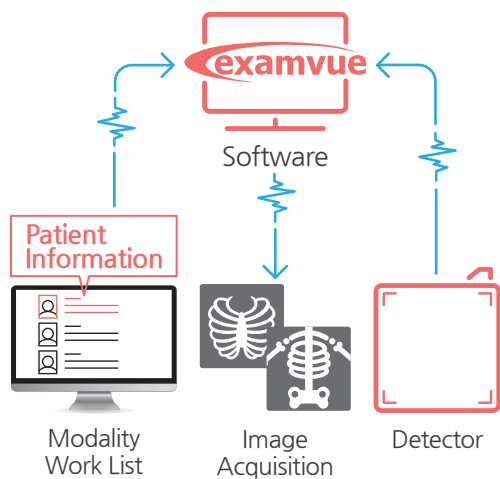 examvue
Software
Patient
Information
Modality
Work List
Image
Acquisition
Detector